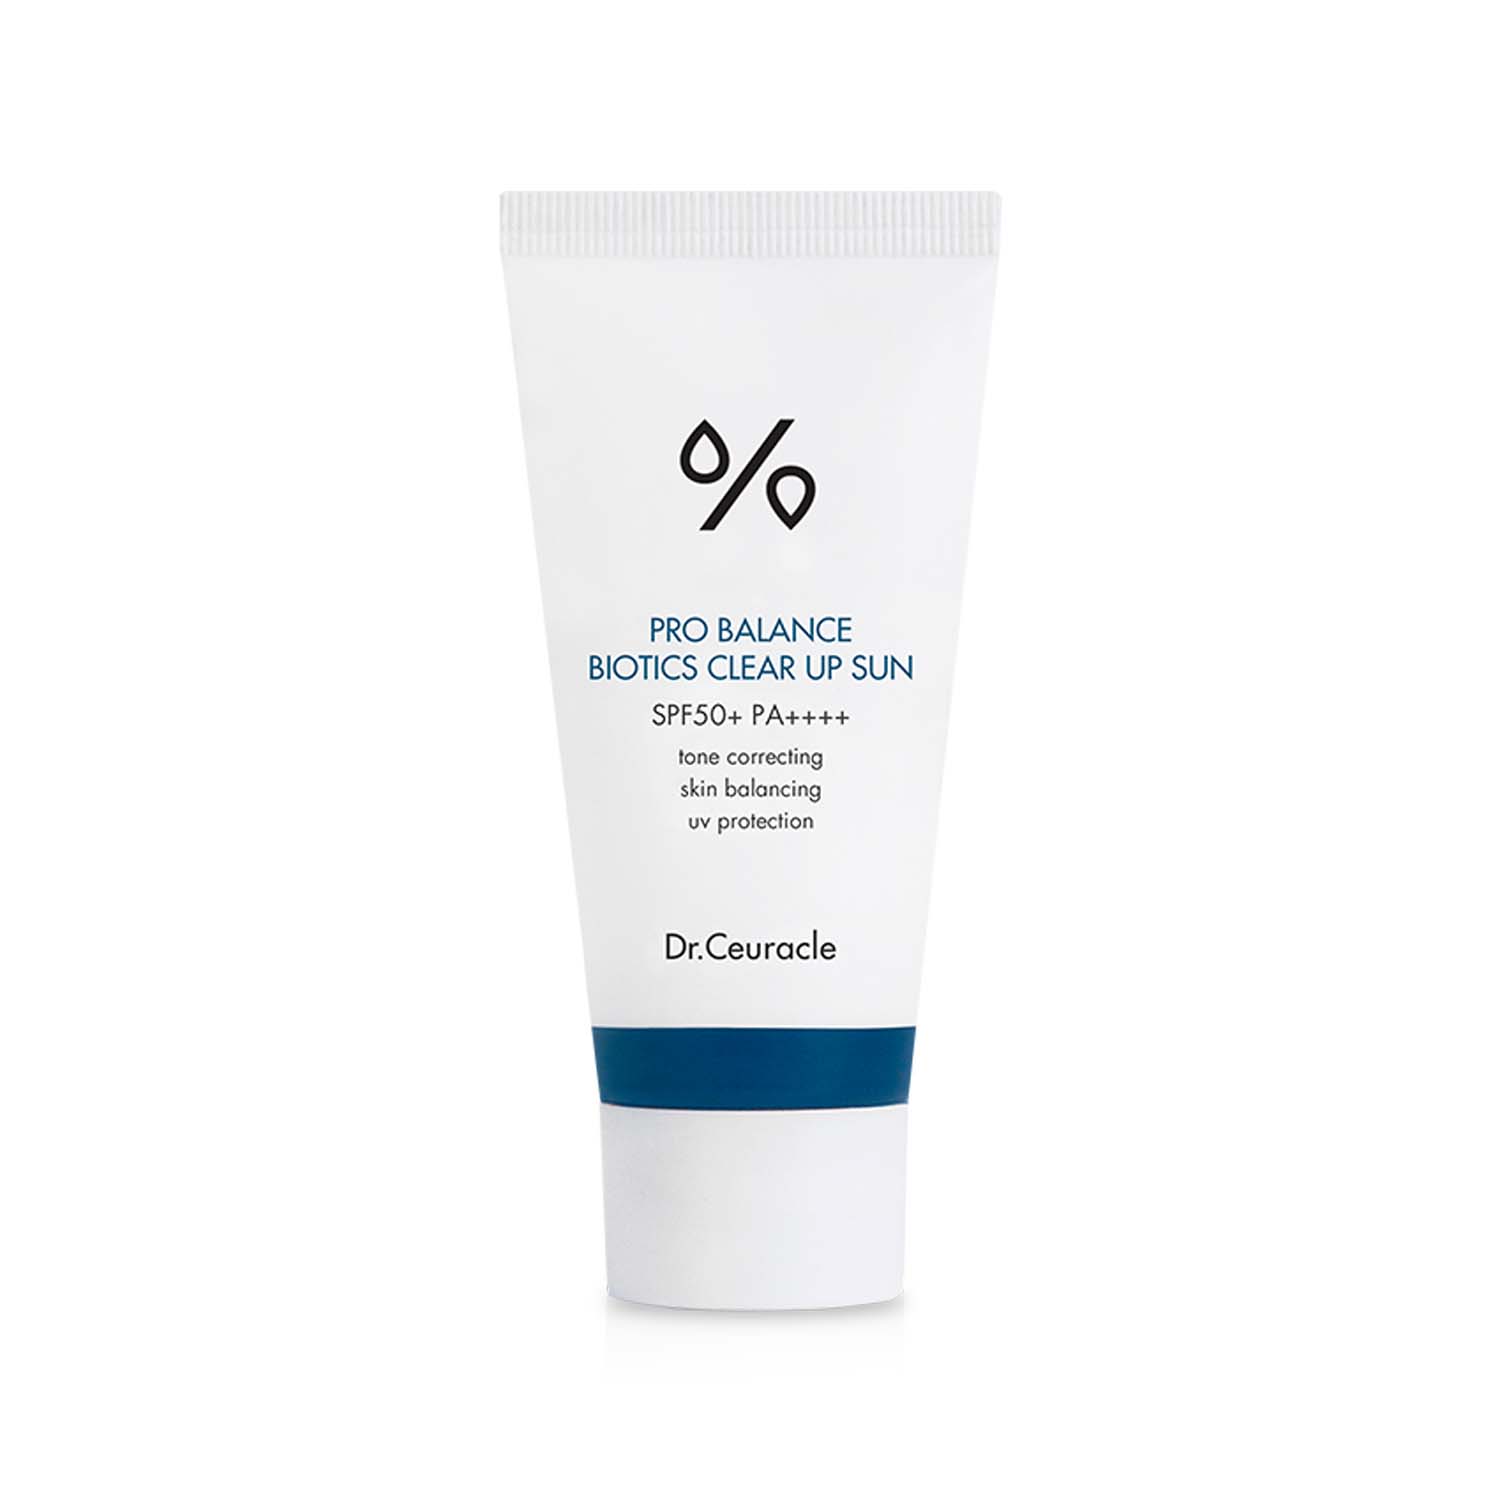 %
PRO BALANCE
BIOTICS CLEAR UP SUN
SPF50+ PA++++
tone correcting
skin balancing
uv protection
Dr.Ceuracle